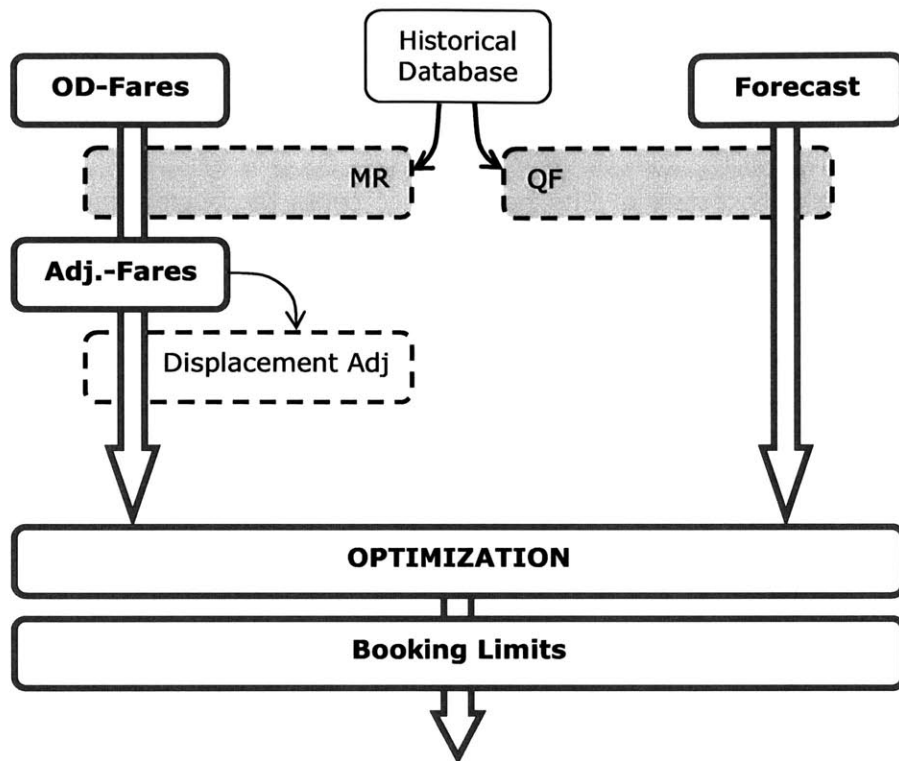 Historical
Database
OD-Fares
Forecast
MR
QF
Adj.-Fares
Displacement Adj
OPTIMIZATION
Booking Limits